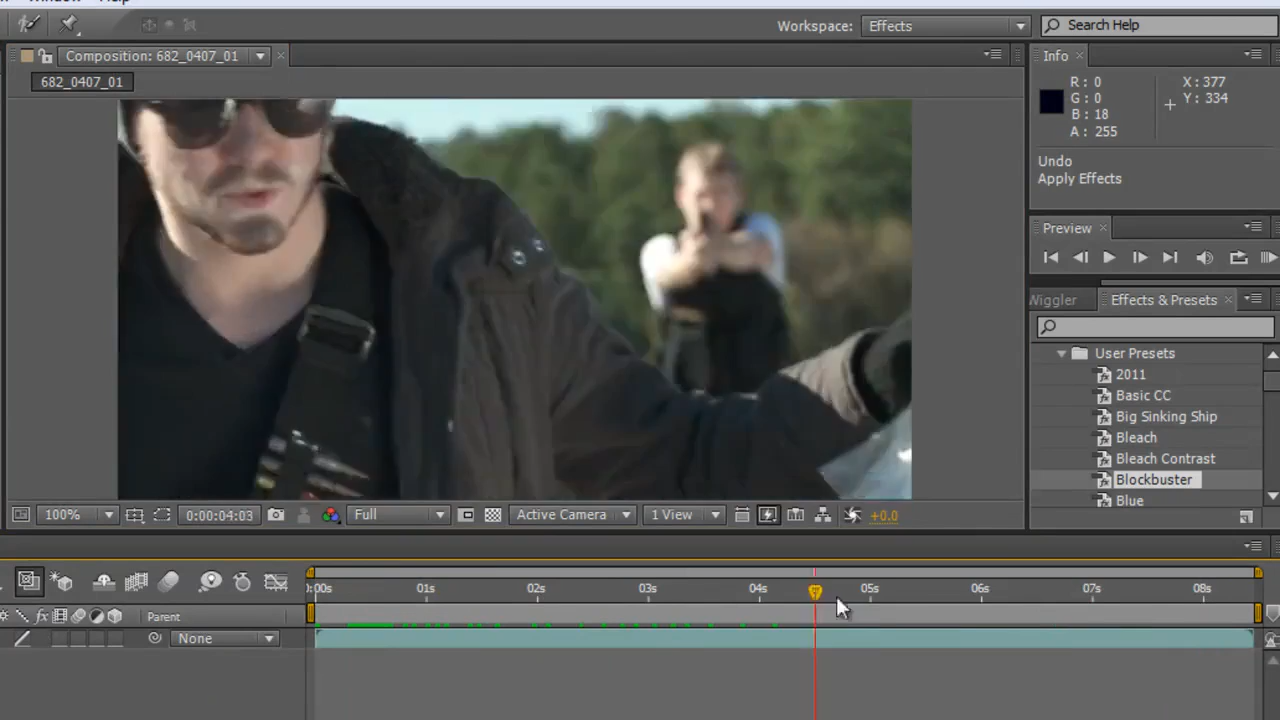 Workspace: Effects Search Help
Composition: 682_0407_01
682_0407_01
Info
R: 0
G: 0
B: 18
A: 255
X: 377
Y: 334
Undo
Apply Effects
Preview
Wiggler Effects & Presets
User Presets
2011
Basic CC
Big Sinking Ship
Bleach
Bleach Contrast
Blockbuster
Blue
100% 0:00:04:03 Full Active Camera 1 View +0.0
:00s 01s 02s 03s 04s 05s 06s 07s 08s
fx Parent
None